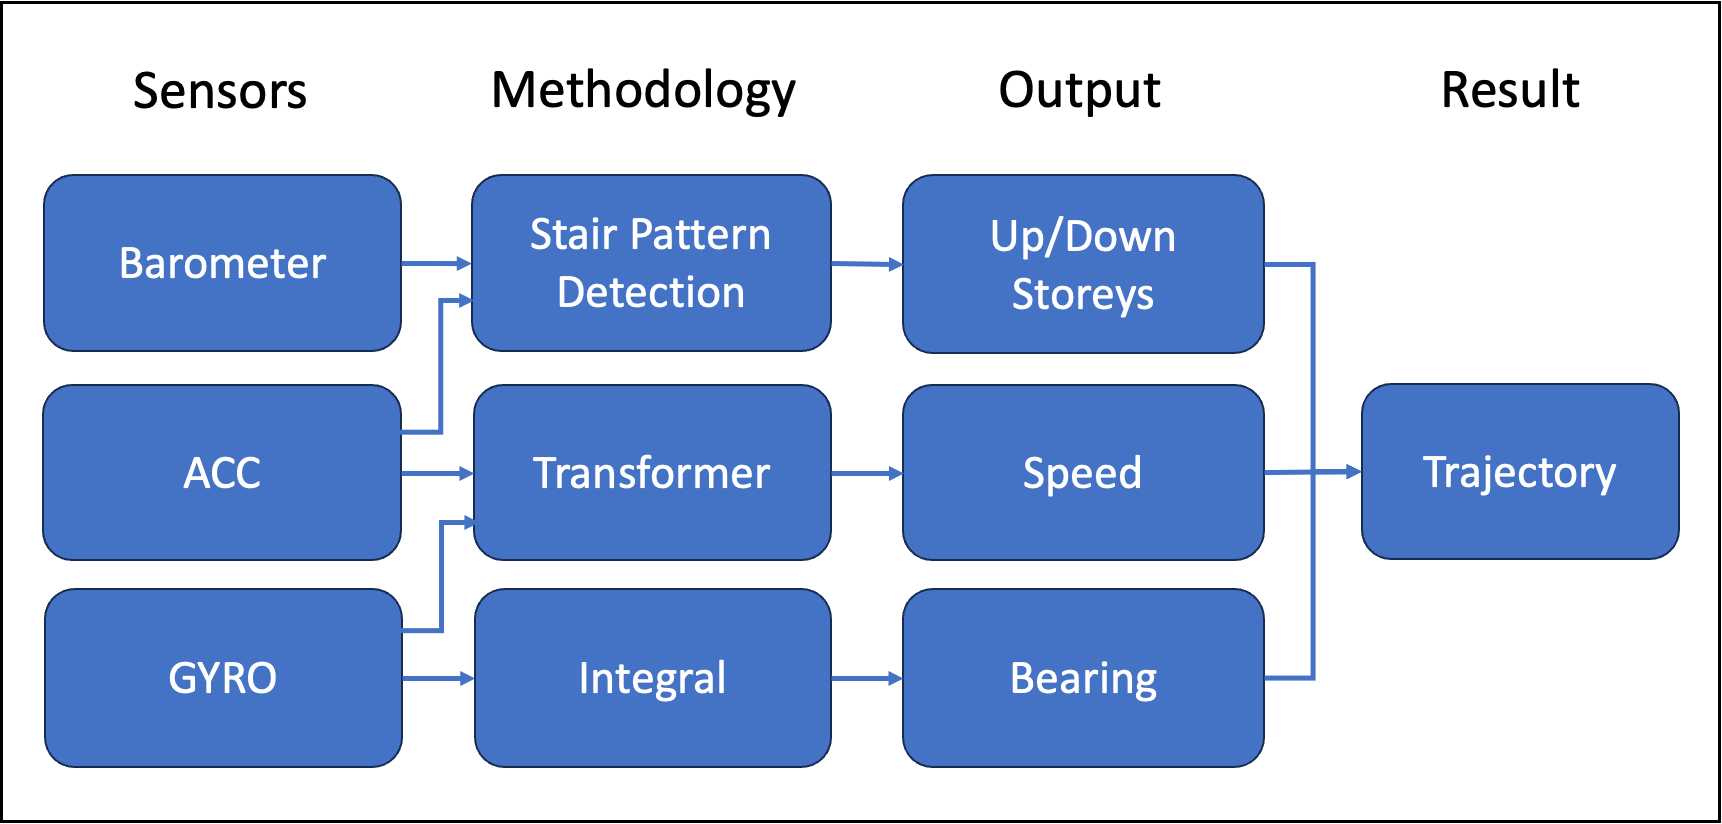 Sensors
Methodology
Output
Result
Barometer
Stair Pattern
Detection
Up/Down
Storeys
ACC
Transformer
Speed
Trajectory
GYRO
Integral
Bearing